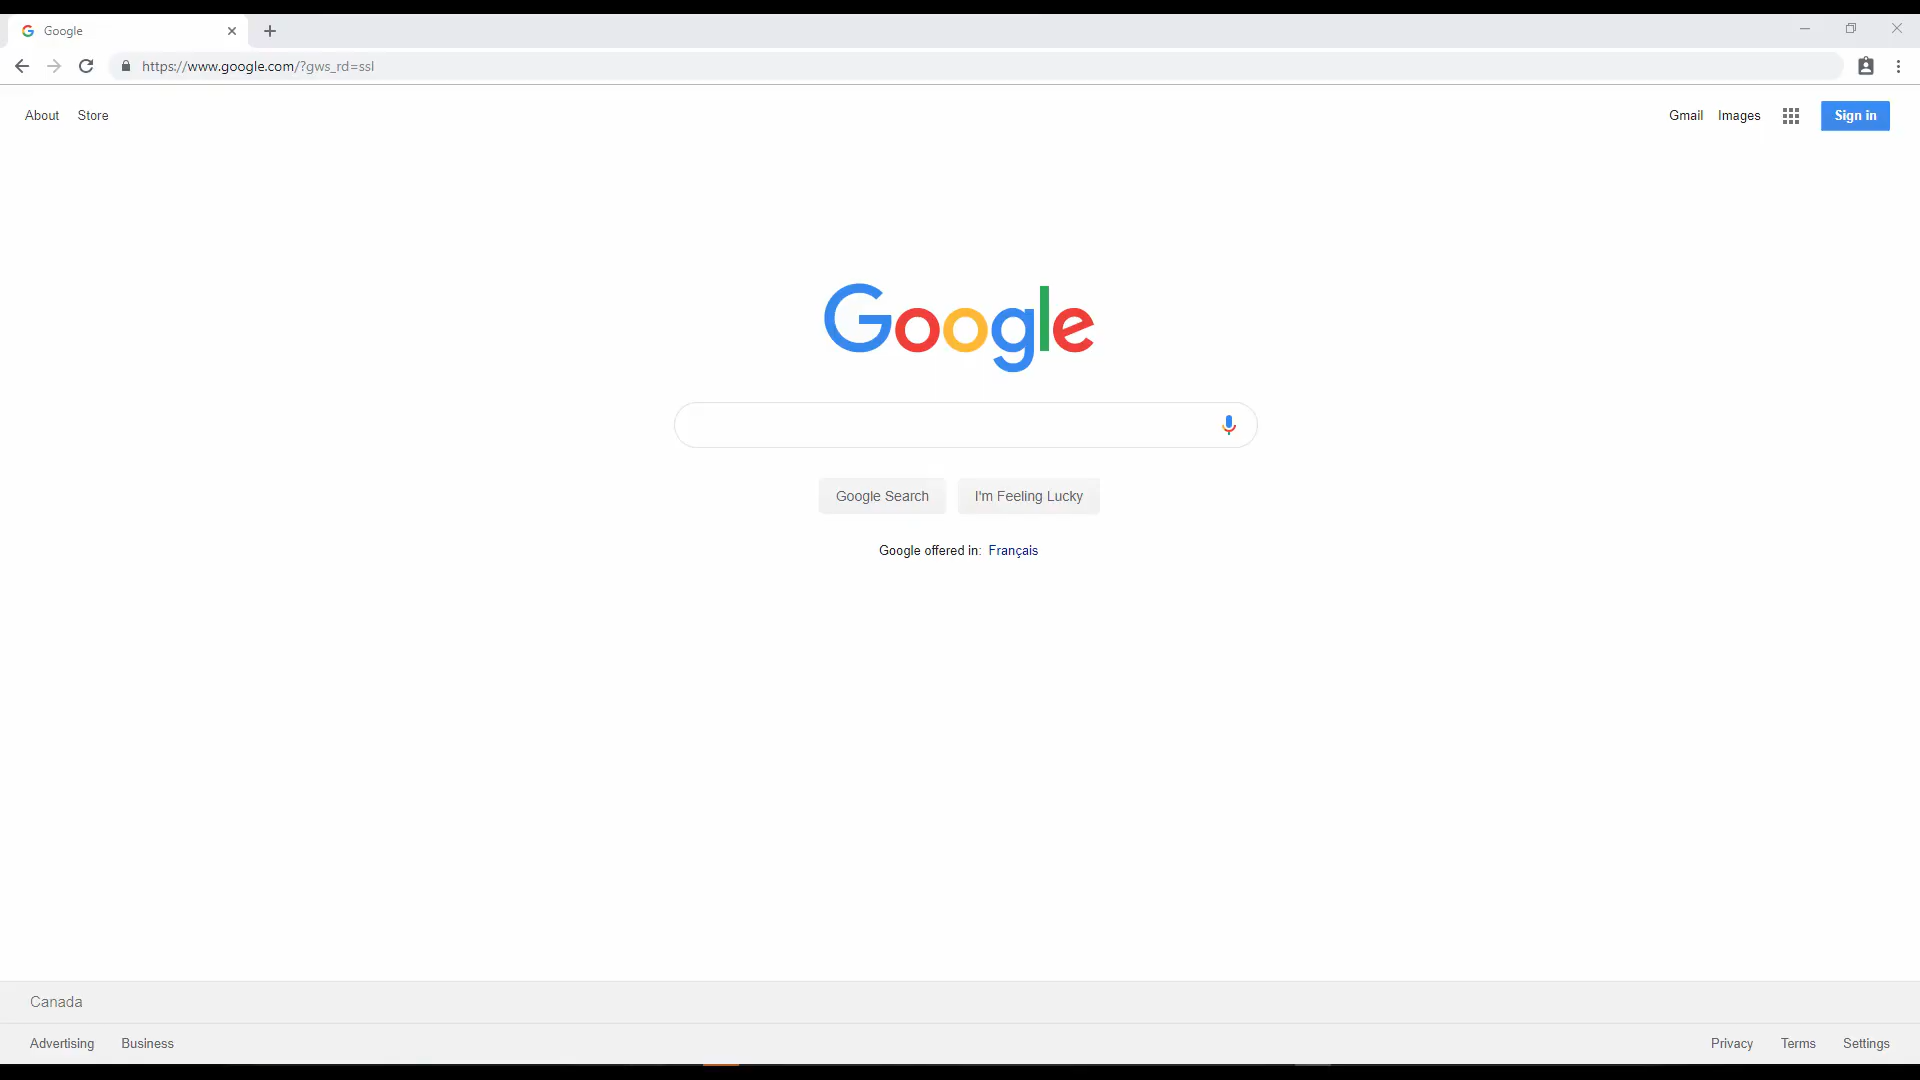 Google
https://www.google.com/?gws_rd=ssl
About Store Gmail Images Sign in
Google
Google Search I'm Feeling Lucky
Google offered in: Français
Canada
Advertising Business Privacy Terms Settings